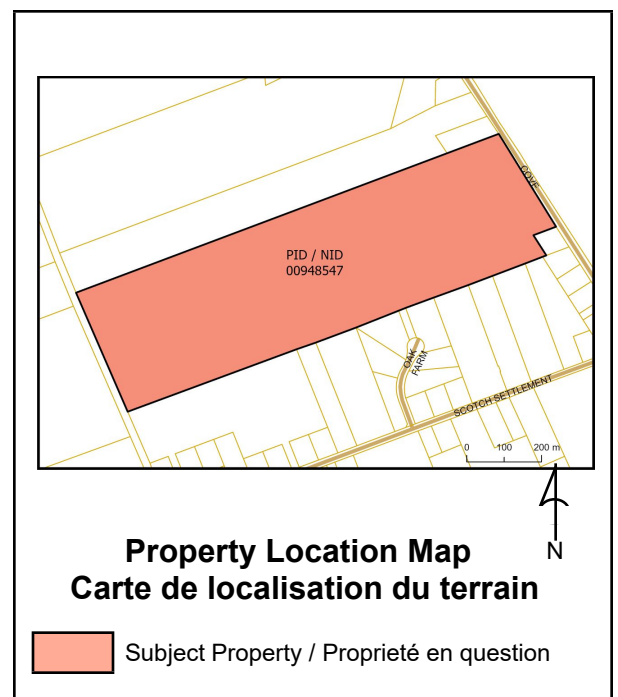 COVE
PID / NID
00948547
OAK
FARM
SCOTCH SETTLEMENT
0 100 200 m
N
Property Location Map
Carte de localisation du terrain
Subject Property / Proprieté en question